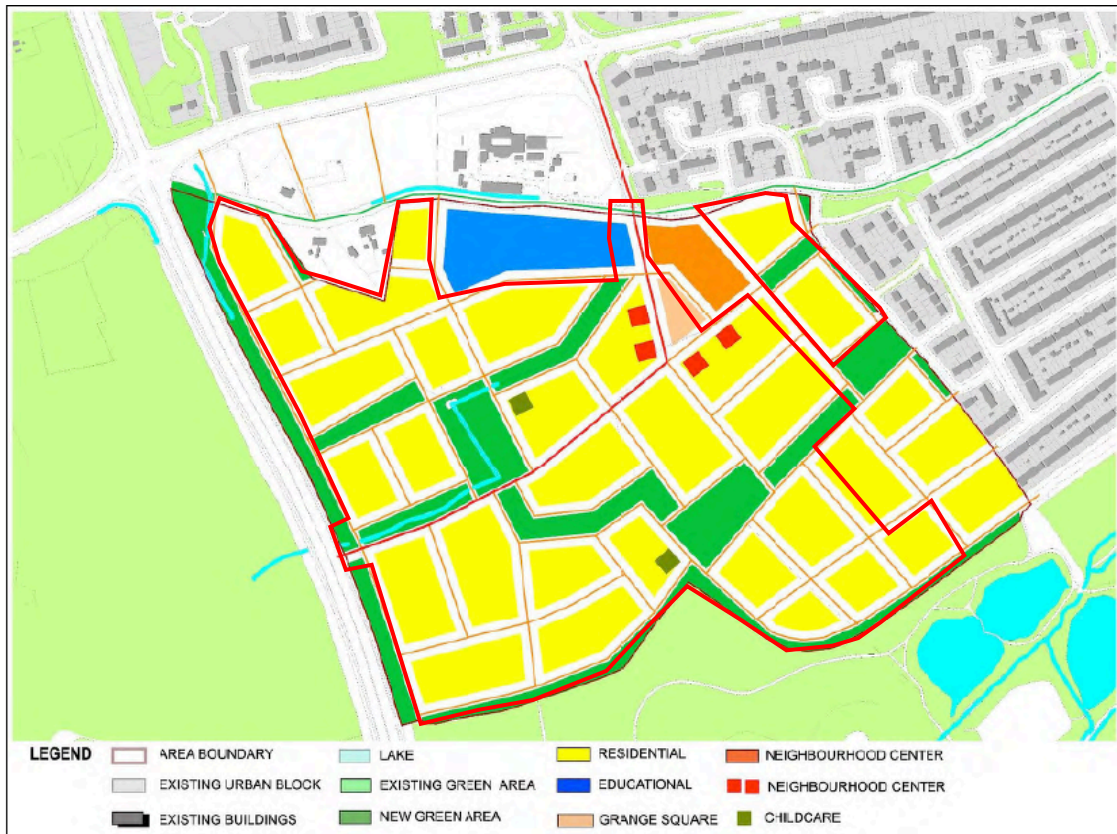 LEGEND AREA BOUNDARY LAKE RESIDENTIAL NEIGHBOURHOOD CENTER
EXISTING URBAN BLOCK EXISTING GREEN AREA EDUCATIONAL NEIGHBOURHOOD CENTER
EXISTING BUILDINGS NEW GREEN AREA GRANGE SQUARE CHILDCARE